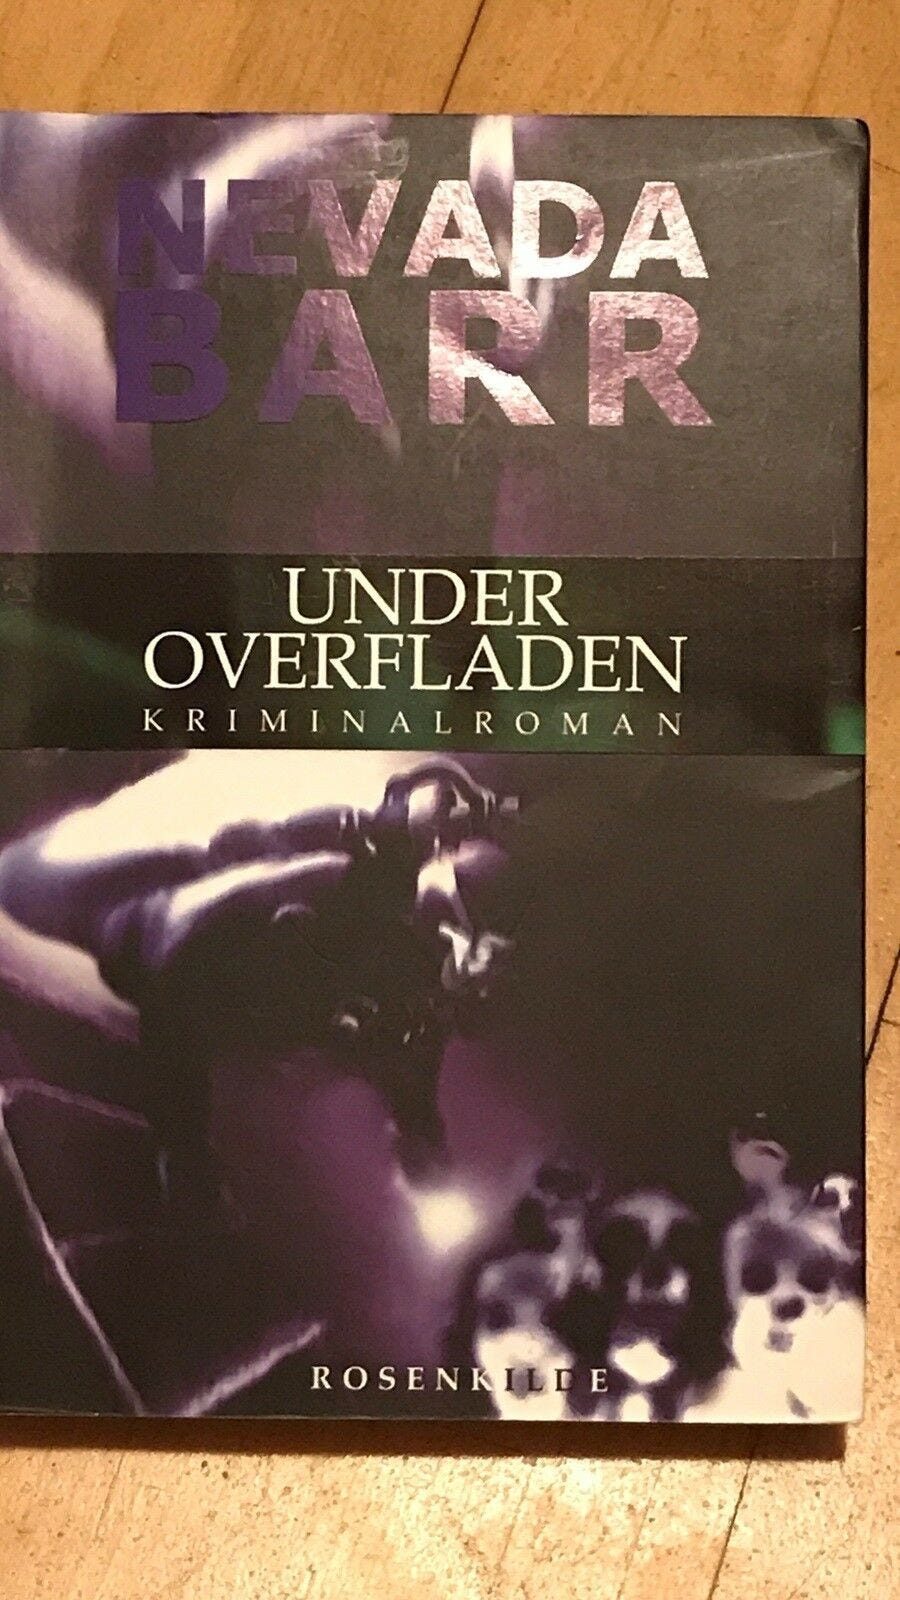 NEVADA
BARR
UNDER
OVERFLADEN
KRIMINALROMAN
ROSENKILDE